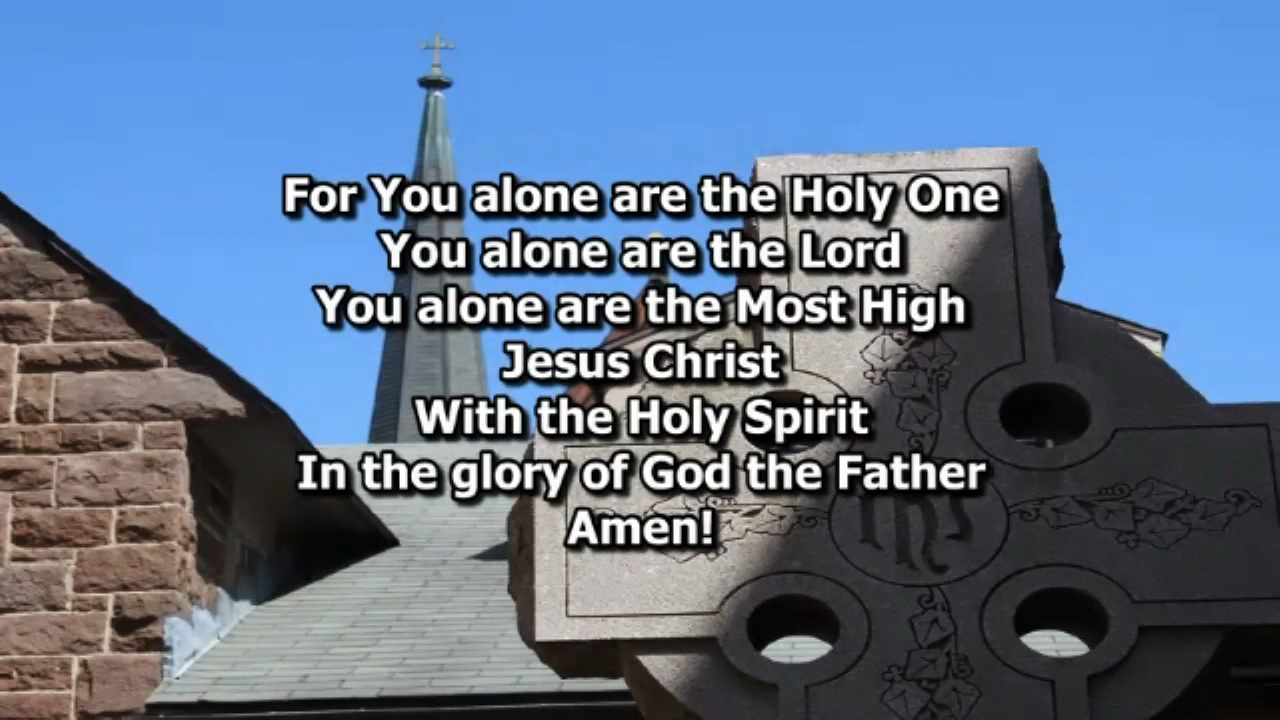 For You alone are the Holy One
You alone are the Lord
You alone are the Most High
Jesus Christ
With the Holy Spirit
In the glory of God the Father
Amen!
IHS